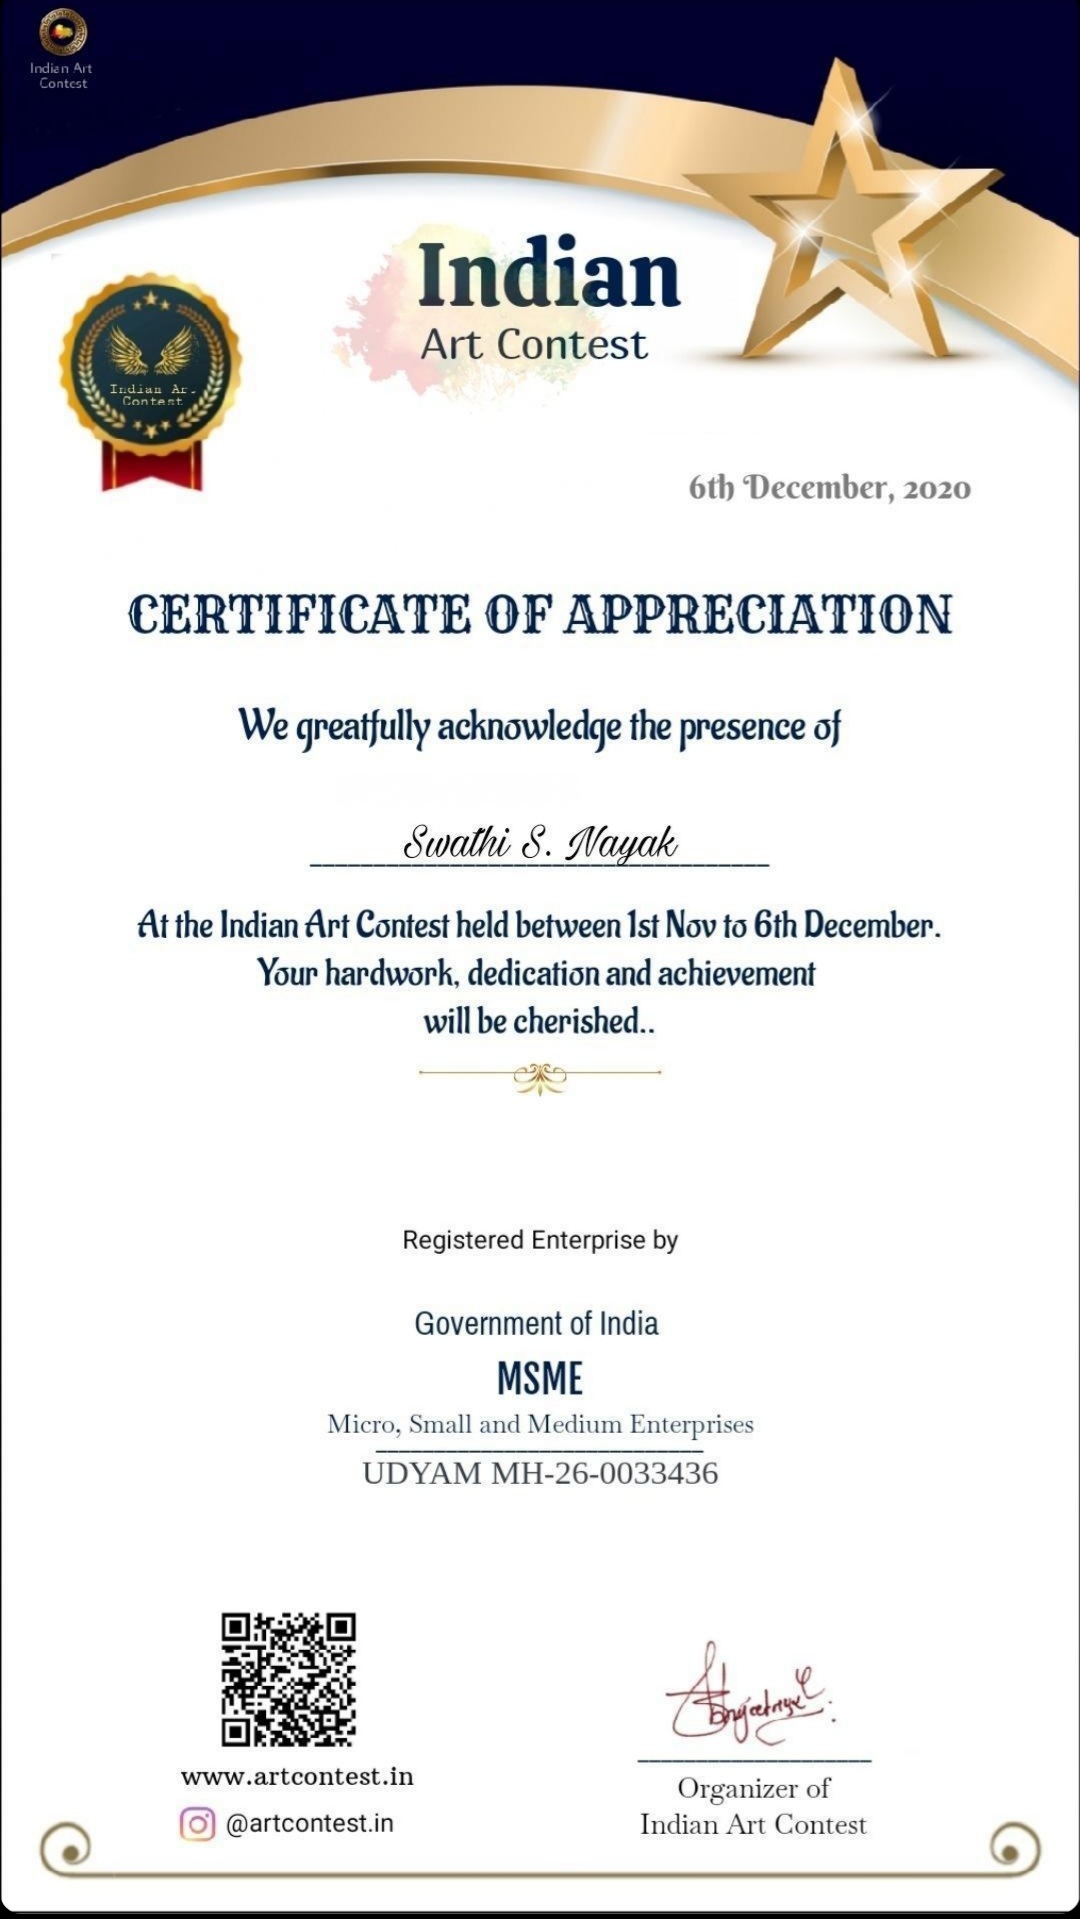 Indian Art
Contest
Indian
Art Contest
Indian Ar.
Contest
6th December, 2020
CERTIFICATE OF APPRECIATION
We greatfully acknowledge the presence of
Swathi S. Nayak
At the Indian Art Contest held between 1st Nov to 6th December.
Your hardwork, dedication and achievement
will be cherished..
Registered Enterprise by
Government of India
MSME
Micro, Small and Medium Enterprises
UDYAM MH-26-0033436
www.artcontest.in
@artcontest.in
Organizer of
Indian Art Contest